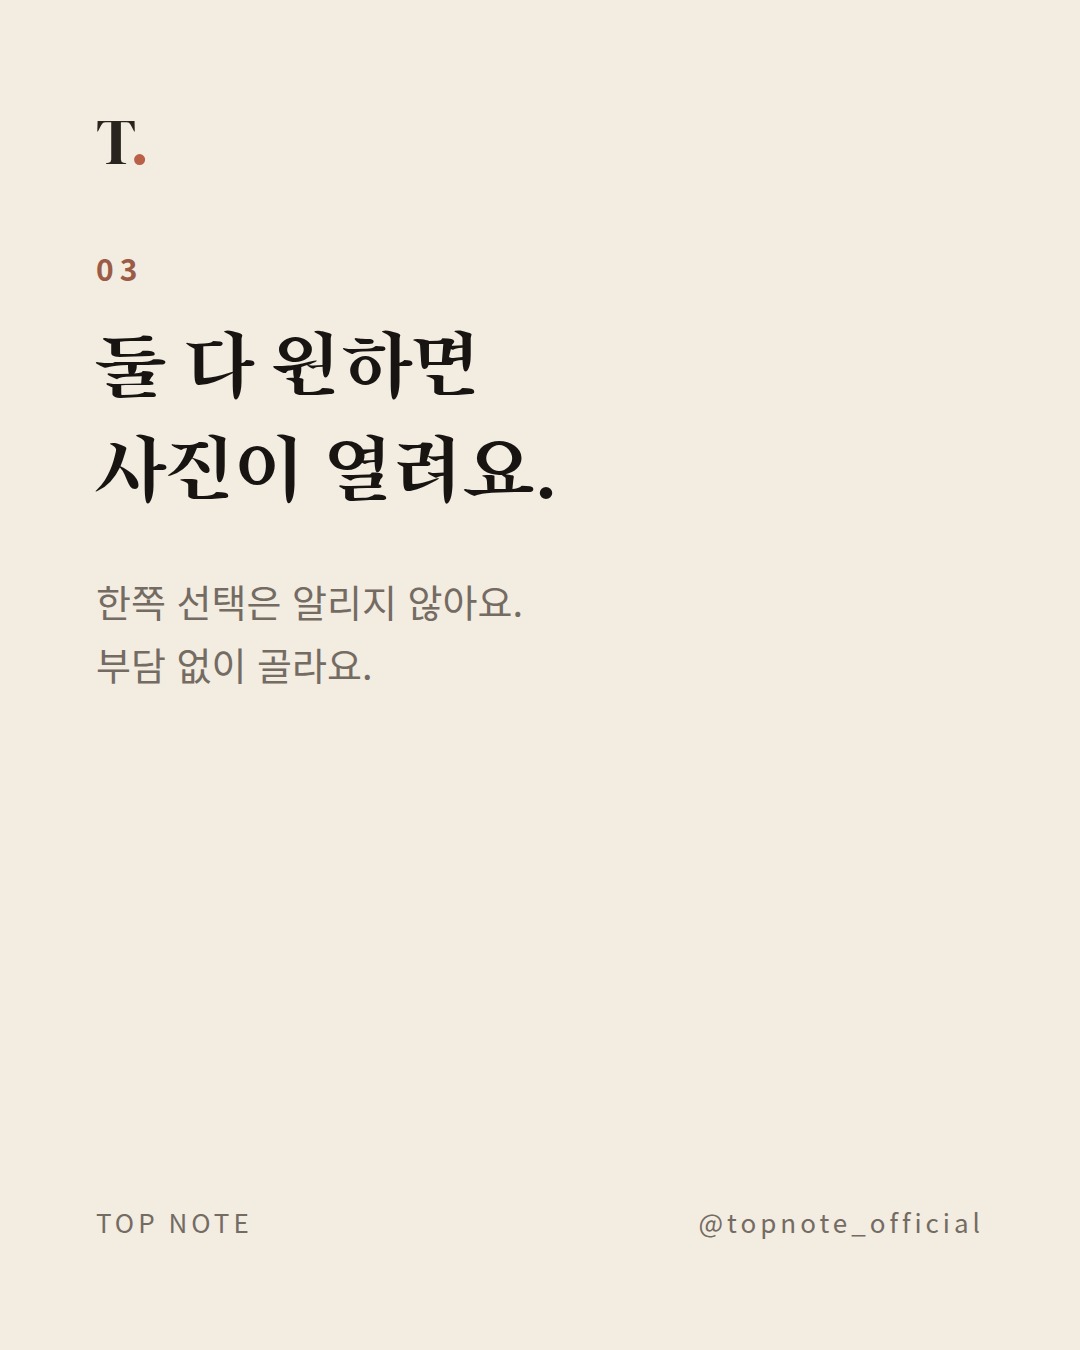 T.
03
둘 다 원하면
사진이 열려요.
한쪽 선택은 알리지 않아요.
부담 없이 골라요.
TOP NOTE
@topnote_official